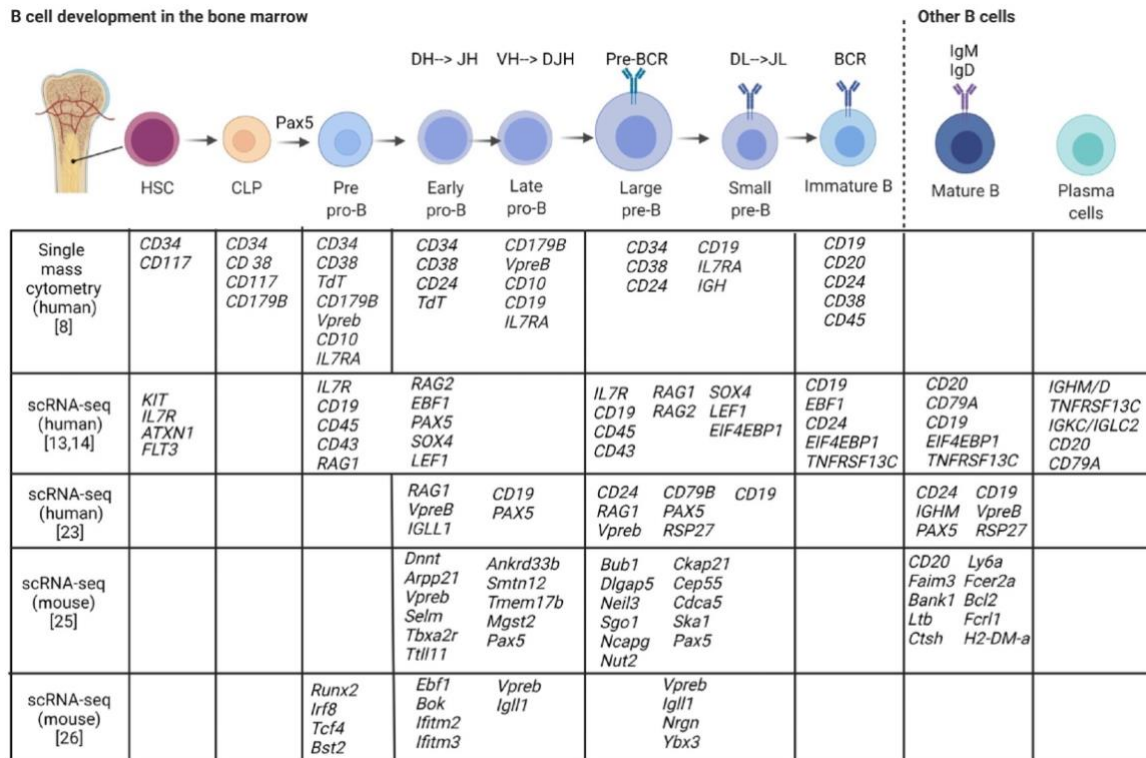 B cell development in the bone marrow
Other B cells
DH--> JH
VH--> DJH
Pre-BCR
DL-->JL
BCR
IgM
IgD
Pax5
HSC
CLP
Pre
pro-B
Early
pro-B
Late
pro-B
Large
pre-B
Small
pre-B
Immature B
Mature B
Plasma
cells
Single
mass
cytometry
(human)
[8]
CD34
CD117
CD34
CD 38
CD117
CD179B
CD34
CD38
TdT
CD179B
Vpreb
CD10
IL7RA
CD34
CD38
CD24
TdT
CD179B
VpreB
CD10
CD19
IL7RA
CD34
CD38
CD24
CD19
IL7RA
IGH
CD19
CD20
CD24
CD38
CD45
scRNA-seq
(human)
[13,14]
KIT
IL7R
ATXN1
FLT3
IL7R
CD19
CD45
CD43
RAG1
RAG2
EBF1
PAX5
SOX4
LEF1
IL7R
CD19
CD45
CD43
RAG1
RAG2
SOX4
LEF1
EIF4EBP1
CD19
EBF1
CD24
EIF4EBP1
TNFRSF13C
CD20
CD79A
CD19
EIF4EBP1
TNFRSF13C
IGHM/D
TNFRSF13C
IGKC/IGLC2
CD20
CD79A
scRNA-seq
(human)
[23]
RAG1
VpreB
IGLL1
CD19
PAX5
CD24
RAG1
Vpreb
CD79B
PAX5
RSP27
CD19
CD24
IGHM
PAX5
CD19
VpreB
RSP27
scRNA-seq
(mouse)
[25]
Dnnt
Arpp21
Vpreb
Selm
Tbxa2r
Ttll11
Ankrd33b
Smtn12
Tmem17b
Mgst2
Pax5
Bub1
Dlgap5
Neil3
Sgo1
Ncapg
Nut2
Ckap21
Cep55
Cdca5
Ska1
Pax5
CD20
Faim3
Bank1
Ltb
Ctsh
Ly6a
Fcer2a
Bcl2
Fcrl1
H2-DM-a
scRNA-seq
(mouse)
[26]
Runx2
Irf8
Tcf4
Bst2
Ebf1
Bok
Ifitm2
Ifitm3
Vpreb
Igll1
Vpreb
Igll1
Nrgn
Ybx3